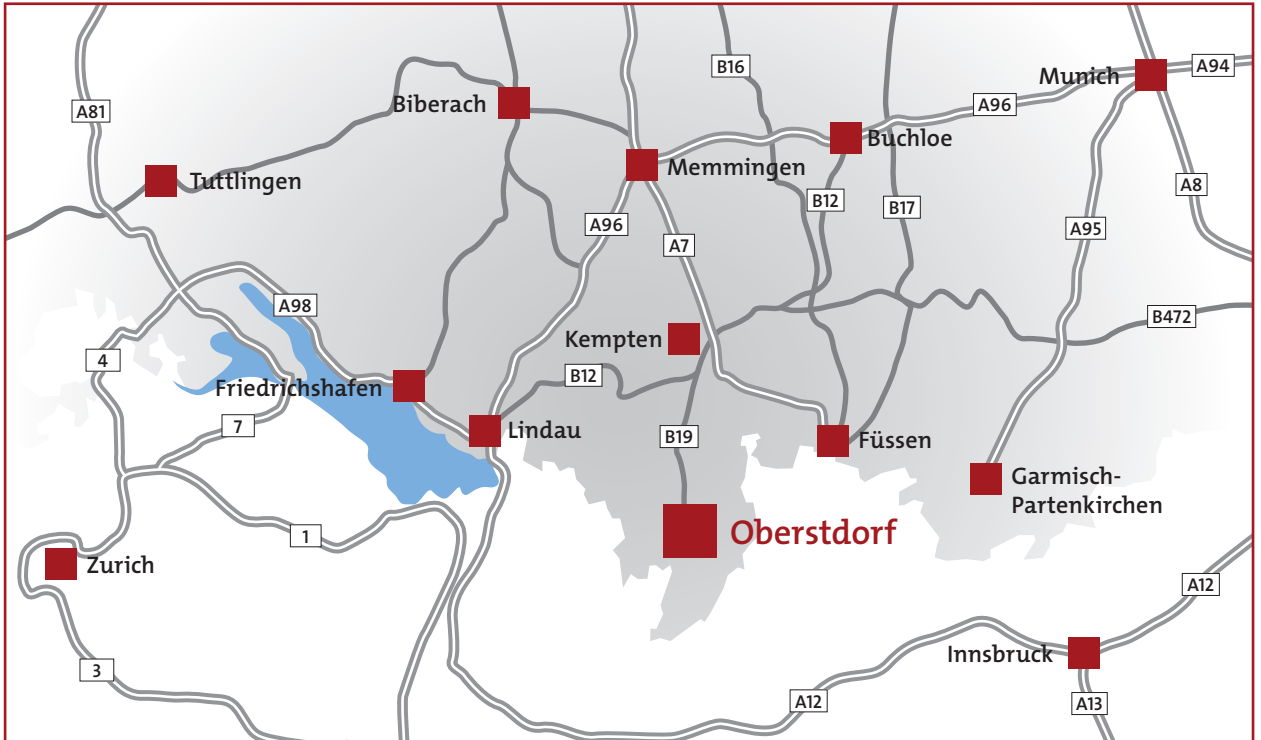 B16
Munich
A94
Biberach
A96
A81
Buchloe
Memmingen
Tuttlingen
A8
B12
B17
A96
A7
A95
A98
B472
Kempten
4
B12
Friedrichshafen
7
Lindau
B19
Füssen
Garmisch-
Partenkirchen
Oberstdorf
1
Zurich
A12
Innsbruck
3
A12
A13